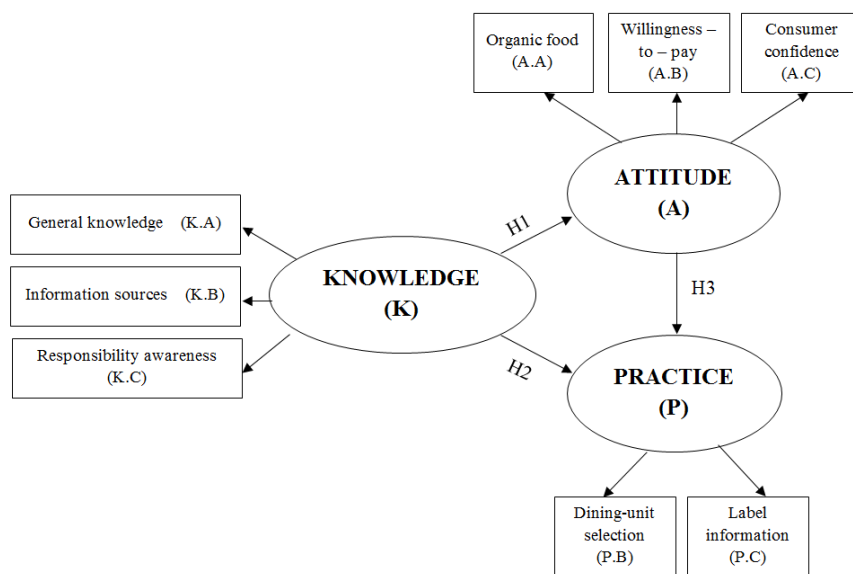 Organic food
(A.A)
Willingness –
to – pay
(A.B)
Consumer
confidence
(A.C)
ATTITUDE
(A)
General knowledge (K.A)
H1
KNOWLEDGE
(K)
Information sources (K.B)
H3
Responsibility awareness
(K.C)
H2
PRACTICE
(P)
Dining-unit
selection
(P.B)
Label
information
(P.C)